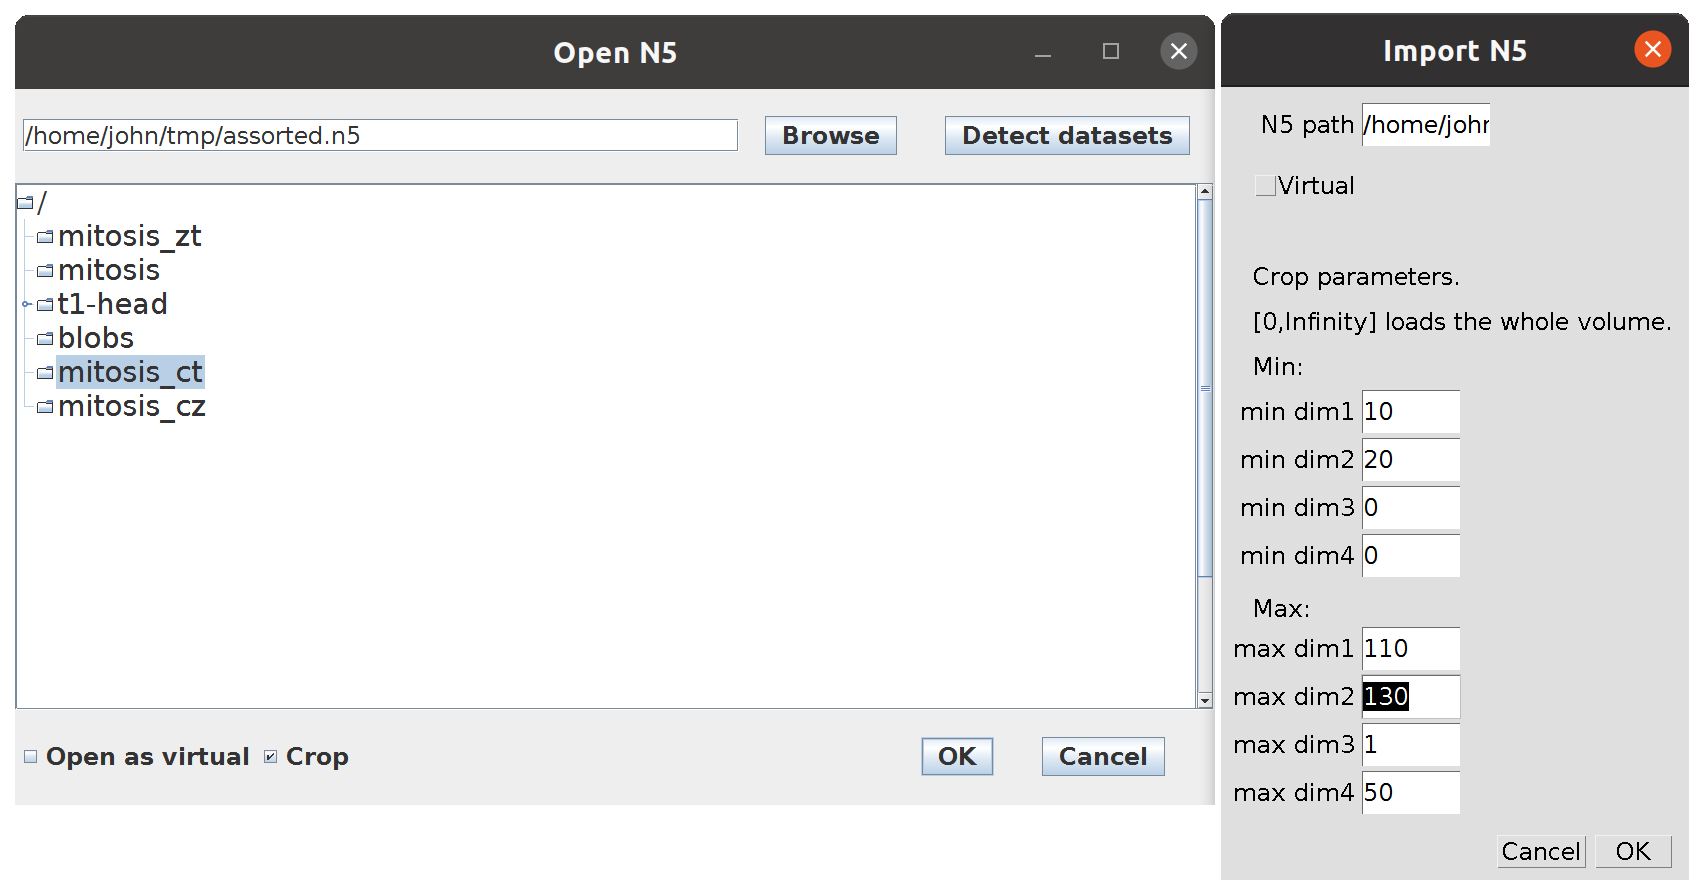 Open N5
/home/john/tmp/assorted.n5
Browse
Detect datasets
/
mitosis_zt
mitosis
t1-head
blobs
mitosis_ct
mitosis_cz
Open as virtual
Crop
OK
Cancel
Import N5
N5 path /home/john
Virtual
Crop parameters.
[0,Infinity] loads the whole volume.
Min:
min dim1 10
min dim2 20
min dim3 0
min dim4 0
Max:
max dim1 110
max dim2 130
max dim3 1
max dim4 50
Cancel
OK